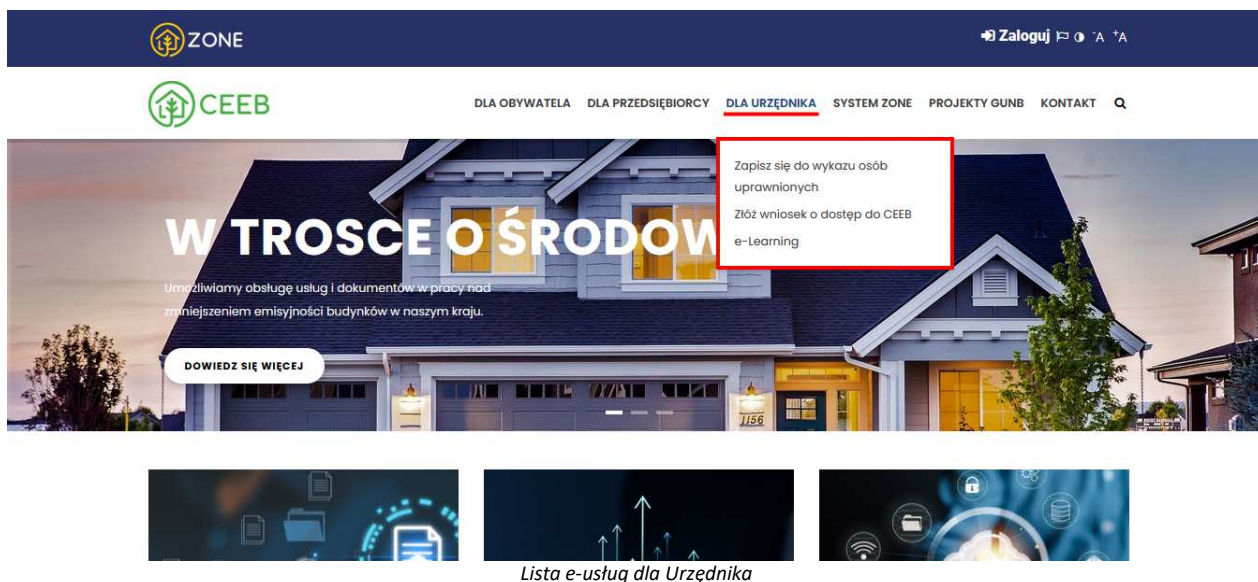 ZONE
Zaloguj -A +A
CEEB
DLA OBYWATELA DLA PRZEDSIĘBIORCY DLA URZĘDNIKA SYSTEM ZONE PROJEKTY GUNB KONTAKT
Zapisz się do wykazu osób
uprawnionych
Złóż wniosek o dostęp do CEEB
e-Learning
W TROSCE O ŚRODOW
Umożliwiamy obsługę usług i dokumentów w pracy nad
zmniejszeniem emisyjności budynków w naszym kraju.
DOWIEDZ SIĘ WIĘCEJ
1156
Lista e-usług dla Urzędnika